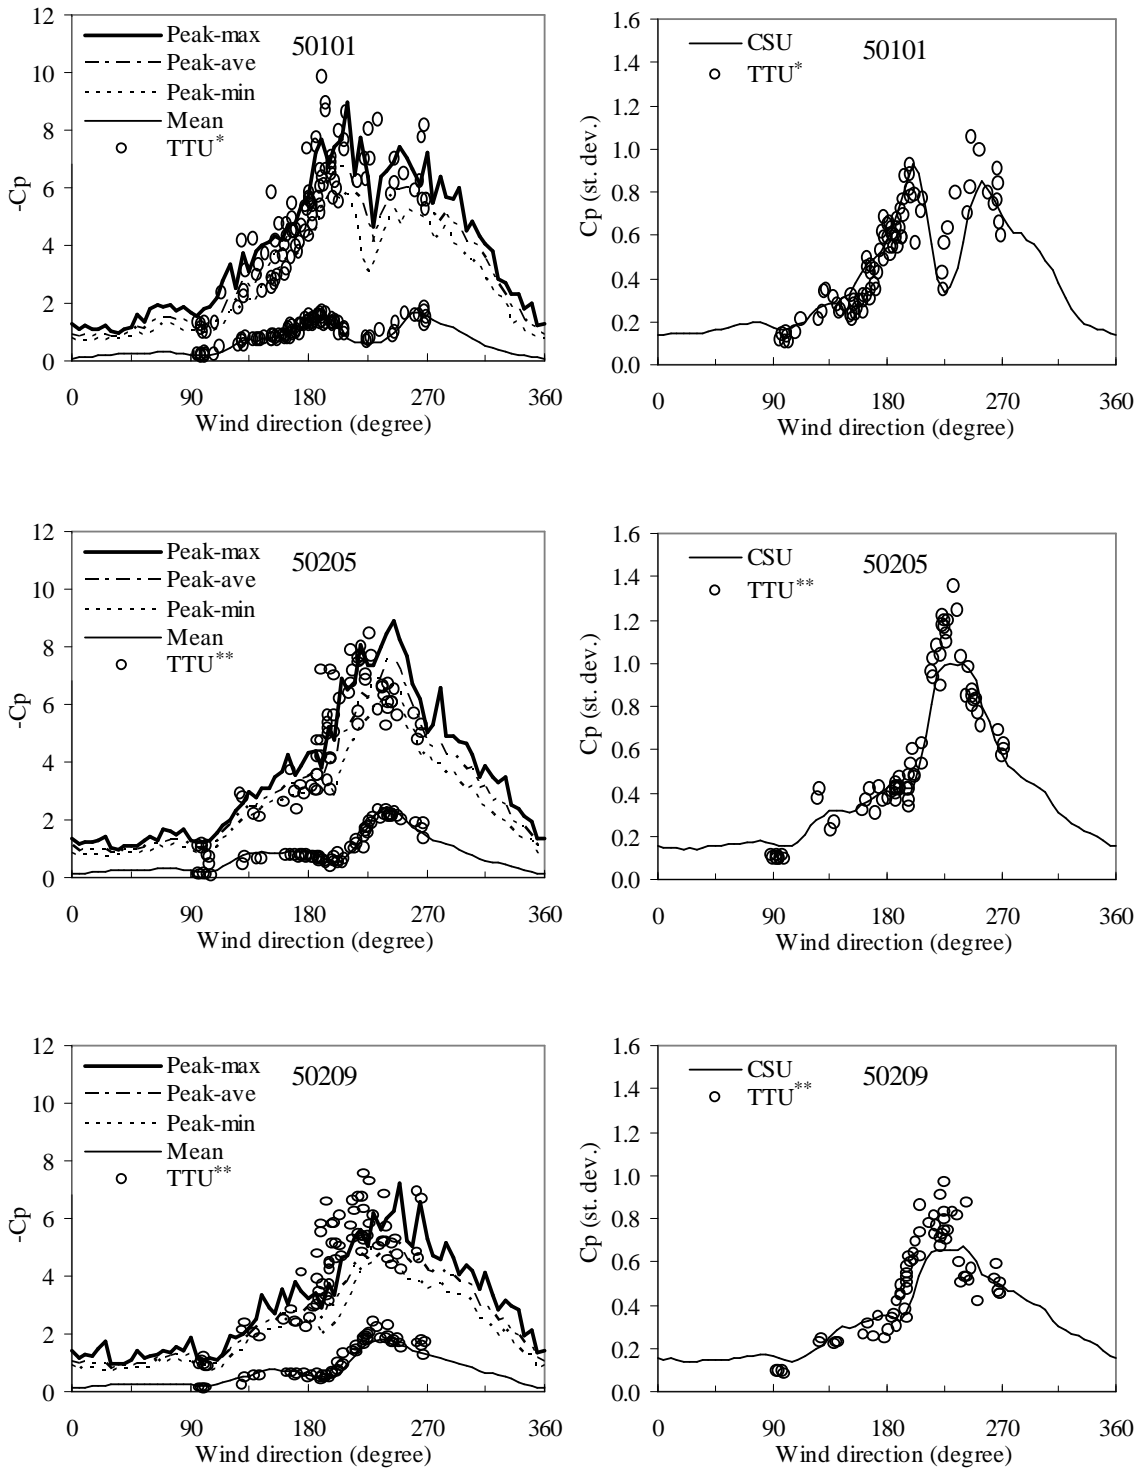 12
10
8
6
4
2
0
-Cp
Peak-max
Peak-ave
Peak-min
Mean
TTU*
50101
0 90 180 270 360
Wind direction (degree)
1.6
1.4
1.2
1.0
0.8
0.6
0.4
0.2
0.0
Cp (st. dev.)
CSU
TTU*
50101
0 90 180 270 360
Wind direction (degree)
12
10
8
6
4
2
0
-Cp
Peak-max
Peak-ave
Peak-min
Mean
TTU**
50205
0 90 180 270 360
Wind direction (degree)
1.6
1.4
1.2
1.0
0.8
0.6
0.4
0.2
0.0
Cp (st. dev.)
CSU
TTU**
50205
0 90 180 270 360
Wind direction (degree)
12
10
8
6
4
2
0
-Cp
Peak-max
Peak-ave
Peak-min
Mean
TTU**
50209
0 90 180 270 360
Wind direction (degree)
1.6
1.4
1.2
1.0
0.8
0.6
0.4
0.2
0.0
Cp (st. dev.)
CSU
TTU**
50209
0 90 180 270 360
Wind direction (degree)